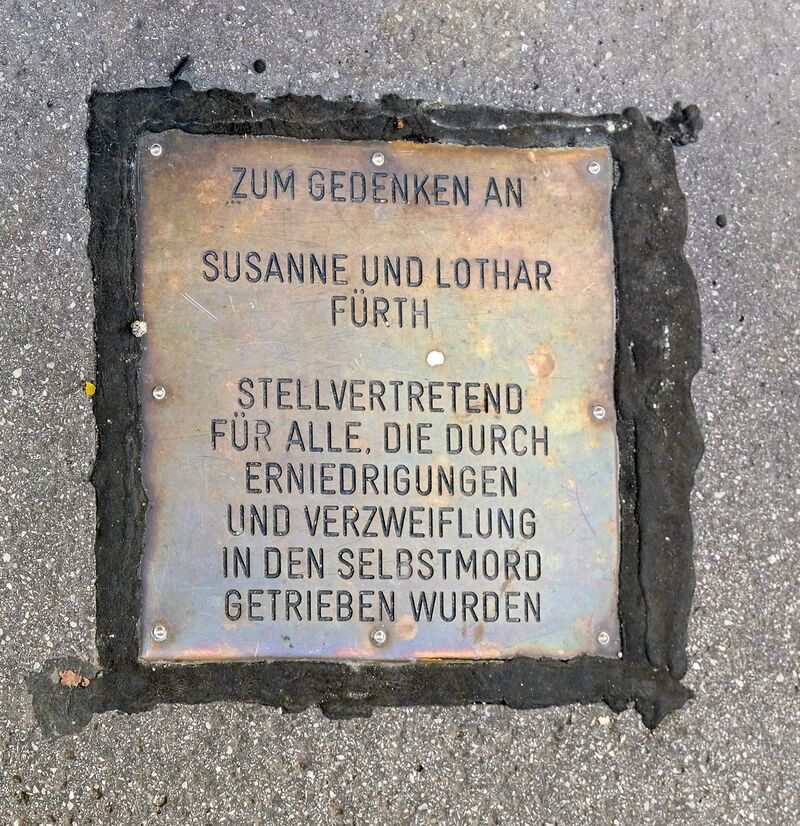 ZUM GEDENKEN AN
SUSANNE UND LOTHAR
FÜRTH
STELLVERTRETEND
FÜR ALLE, DIE DURCH
ERNIEDRIGUNGEN
UND VERZWEIFLUNG
IN DEN SELBSTMORD
GETRIEBEN WURDEN